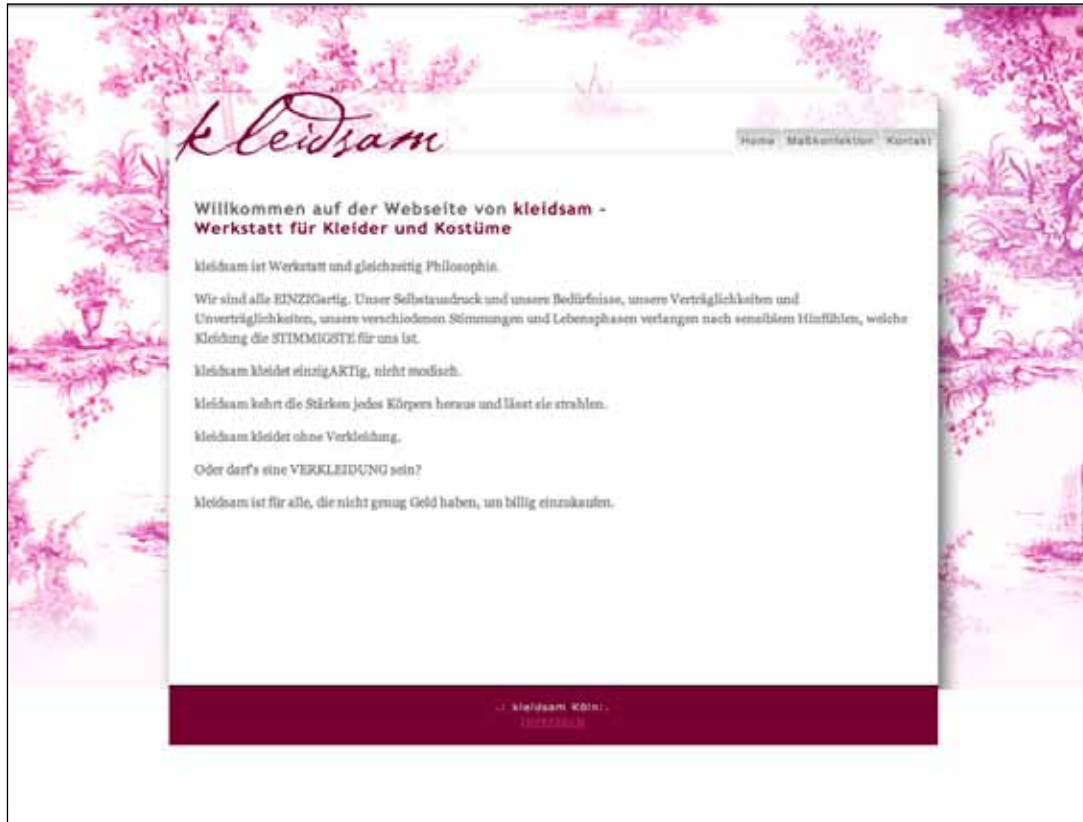 kleidsam
Home Maßkonfektion Kontakt
Willkommen auf der Webseite von kleidsam -
Werkstatt für Kleider und Kostüme
kleidsam ist Werkstatt und gleichzeitig Philosophie.
Wir sind alle EINZIGartig. Unser Selbstausdruck und unsere Bedürfnisse, unsere Verträglichkeiten und
Unverträglichkeiten, unsere verschiedenen Stimmungen und Lebensphasen verlangen nach sensiblem Hinfühlen, welche
Kleidung die STIMMIGSTE für uns ist.
kleidsam kleidet einzigARTig, nicht modisch.
kleidsam kehrt die Stärken jedes Körpers heraus und lässt sie strahlen.
kleidsam kleidet ohne Verkleidung.
Oder darf's eine VERKLEIDUNG sein?
kleidsam ist für alle, die nicht genug Geld haben, um billig einzukaufen.
.: kleidsam Köln:.
Impressum